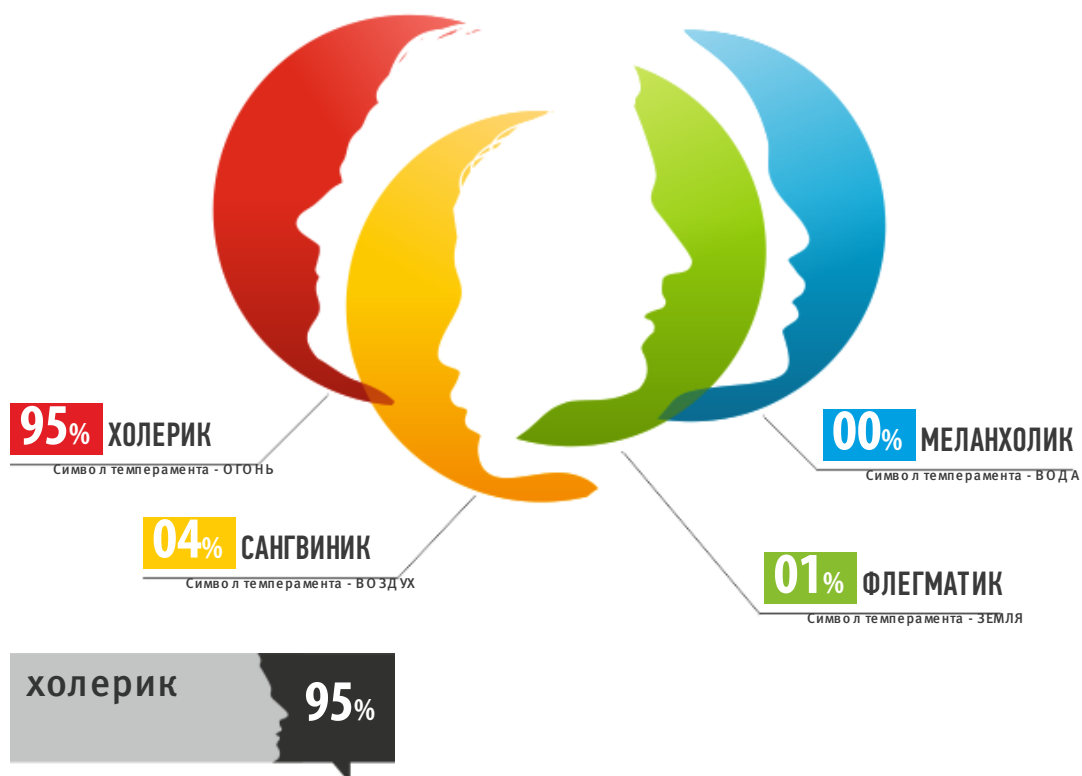 95% ХОЛЕРИК
Символ темперамента - ОГОНЬ
00% МЕЛАНХОЛИК
Символ темперамента - ВОДА
04% САНГВИНИК
Символ темперамента - ВОЗДУХ
01% ФЛЕГМАТИК
Символ темперамента - ЗЕМЛЯ
холерик 95%